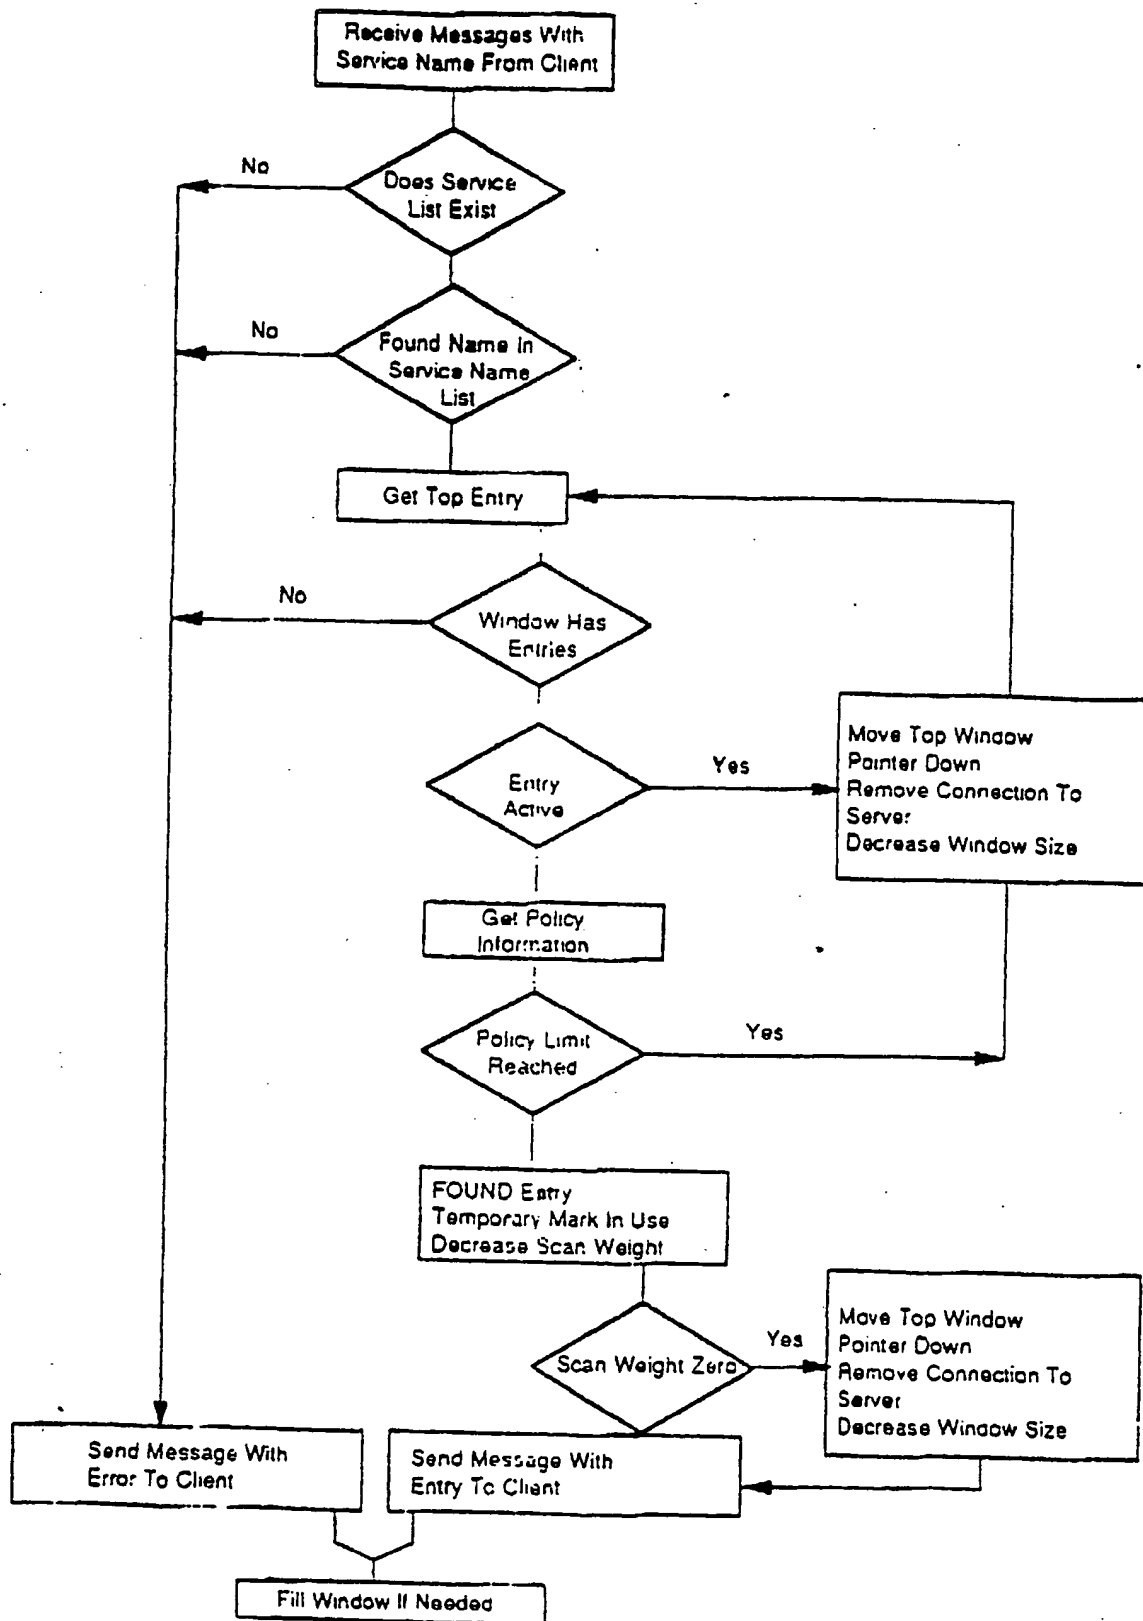 Receive Messages With
Service Name From Client
No
Does Service
List Exist
No
Found Name In
Service Name
List
Get Top Entry
No
Window Has
Entries
Move Top Window
Pointer Down
Remove Connection To
Server
Decrease Window Size
Yes
Entry
Active
Get Policy
Information
Policy Limit
Reached
Yes
FOUND Entry
Temporary Mark In Use
Decrease Scan Weight
Scan Weight Zero
Yes
Move Top Window
Pointer Down
Remove Connection To
Server
Decrease Window Size
Send Message With
Error To Client
Send Message With
Entry To Client
Fill Window If Needed